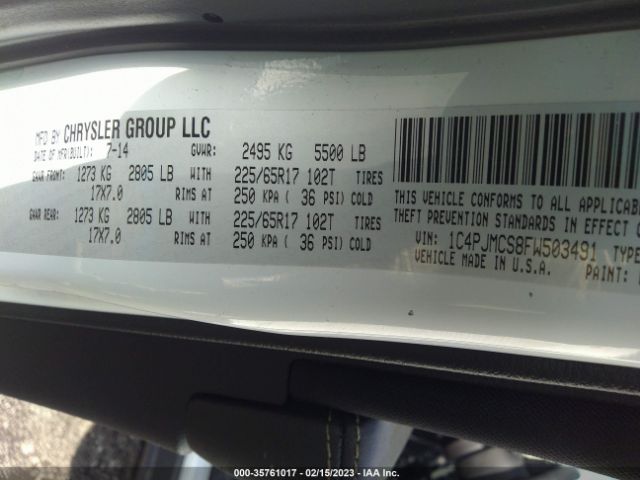 MFD BY CHRYSLER GROUP LLC
DATE OF MFR(BUILT): 7-14 GVWR: 2495 KG 5500 LB
GWR FRONT: 1273 KG 2805 LB WITH 225/65R17 102T TIRES
17X7.0 RIMS AT 250 KPA ( 36 PSI) COLD
GWR REAR: 1273 KG 2805 LB WITH 225/65R17 102T TIRES
17X7.0 RIMS AT 250 KPA ( 36 PSI) COLD
THIS VEHICLE CONFORMS TO ALL APPLICABL
THEFT PREVENTION STANDARDS IN EFFECT
VIN: 1C4PJMCS8FW503491 TYPE
VEHICLE MADE IN U.S.A. PAINT:
000-35761017 - 02/15/2023 - IAA Inc.